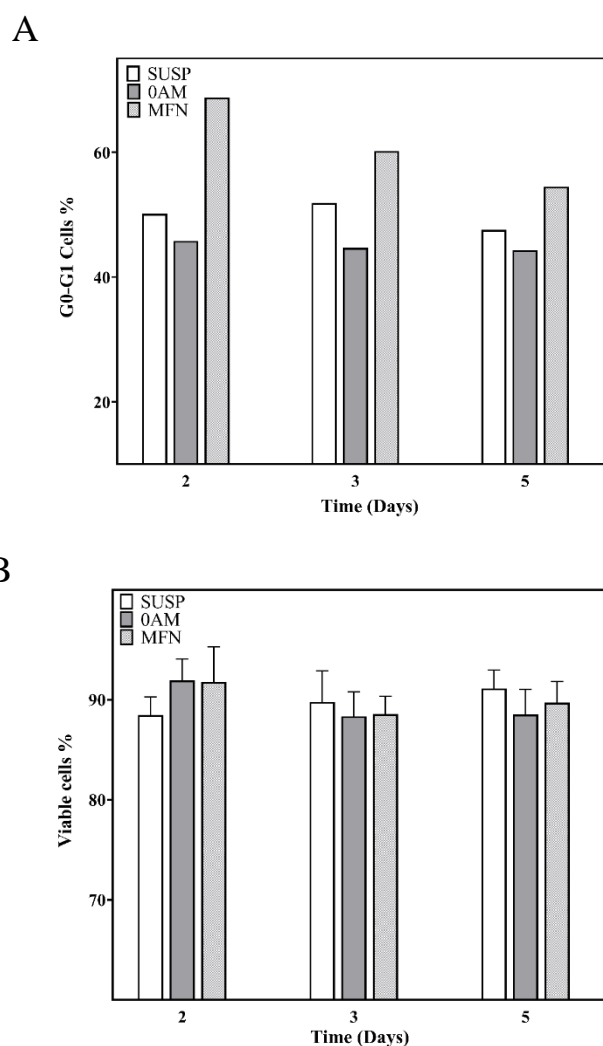 A
SUSP
0AM
MFN
60
40
20
G0-G1 Cells %
2 3 5
Time (Days)
B
SUSP
0AM
MFN
90
80
70
Viable cells %
2 3 5
Time (Days)